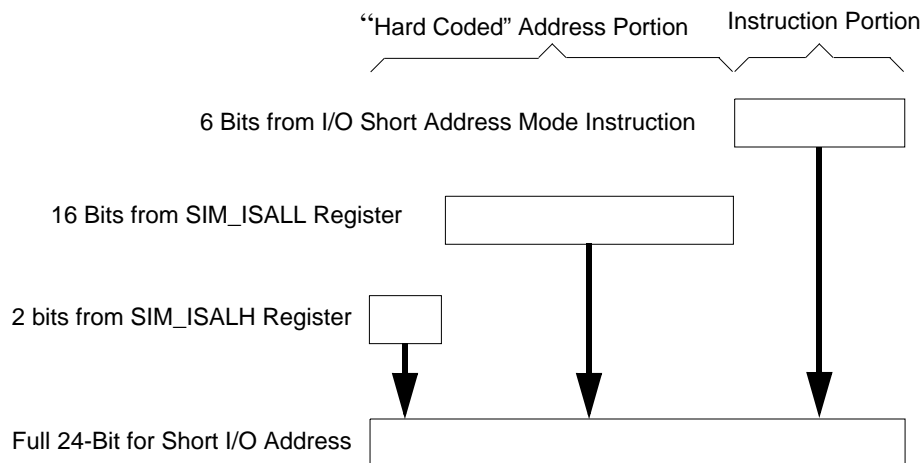 “Hard Coded” Address Portion
Instruction Portion
6 Bits from I/O Short Address Mode Instruction
16 Bits from SIM_ISALL Register
2 bits from SIM_ISALH Register
Full 24-Bit for Short I/O Address